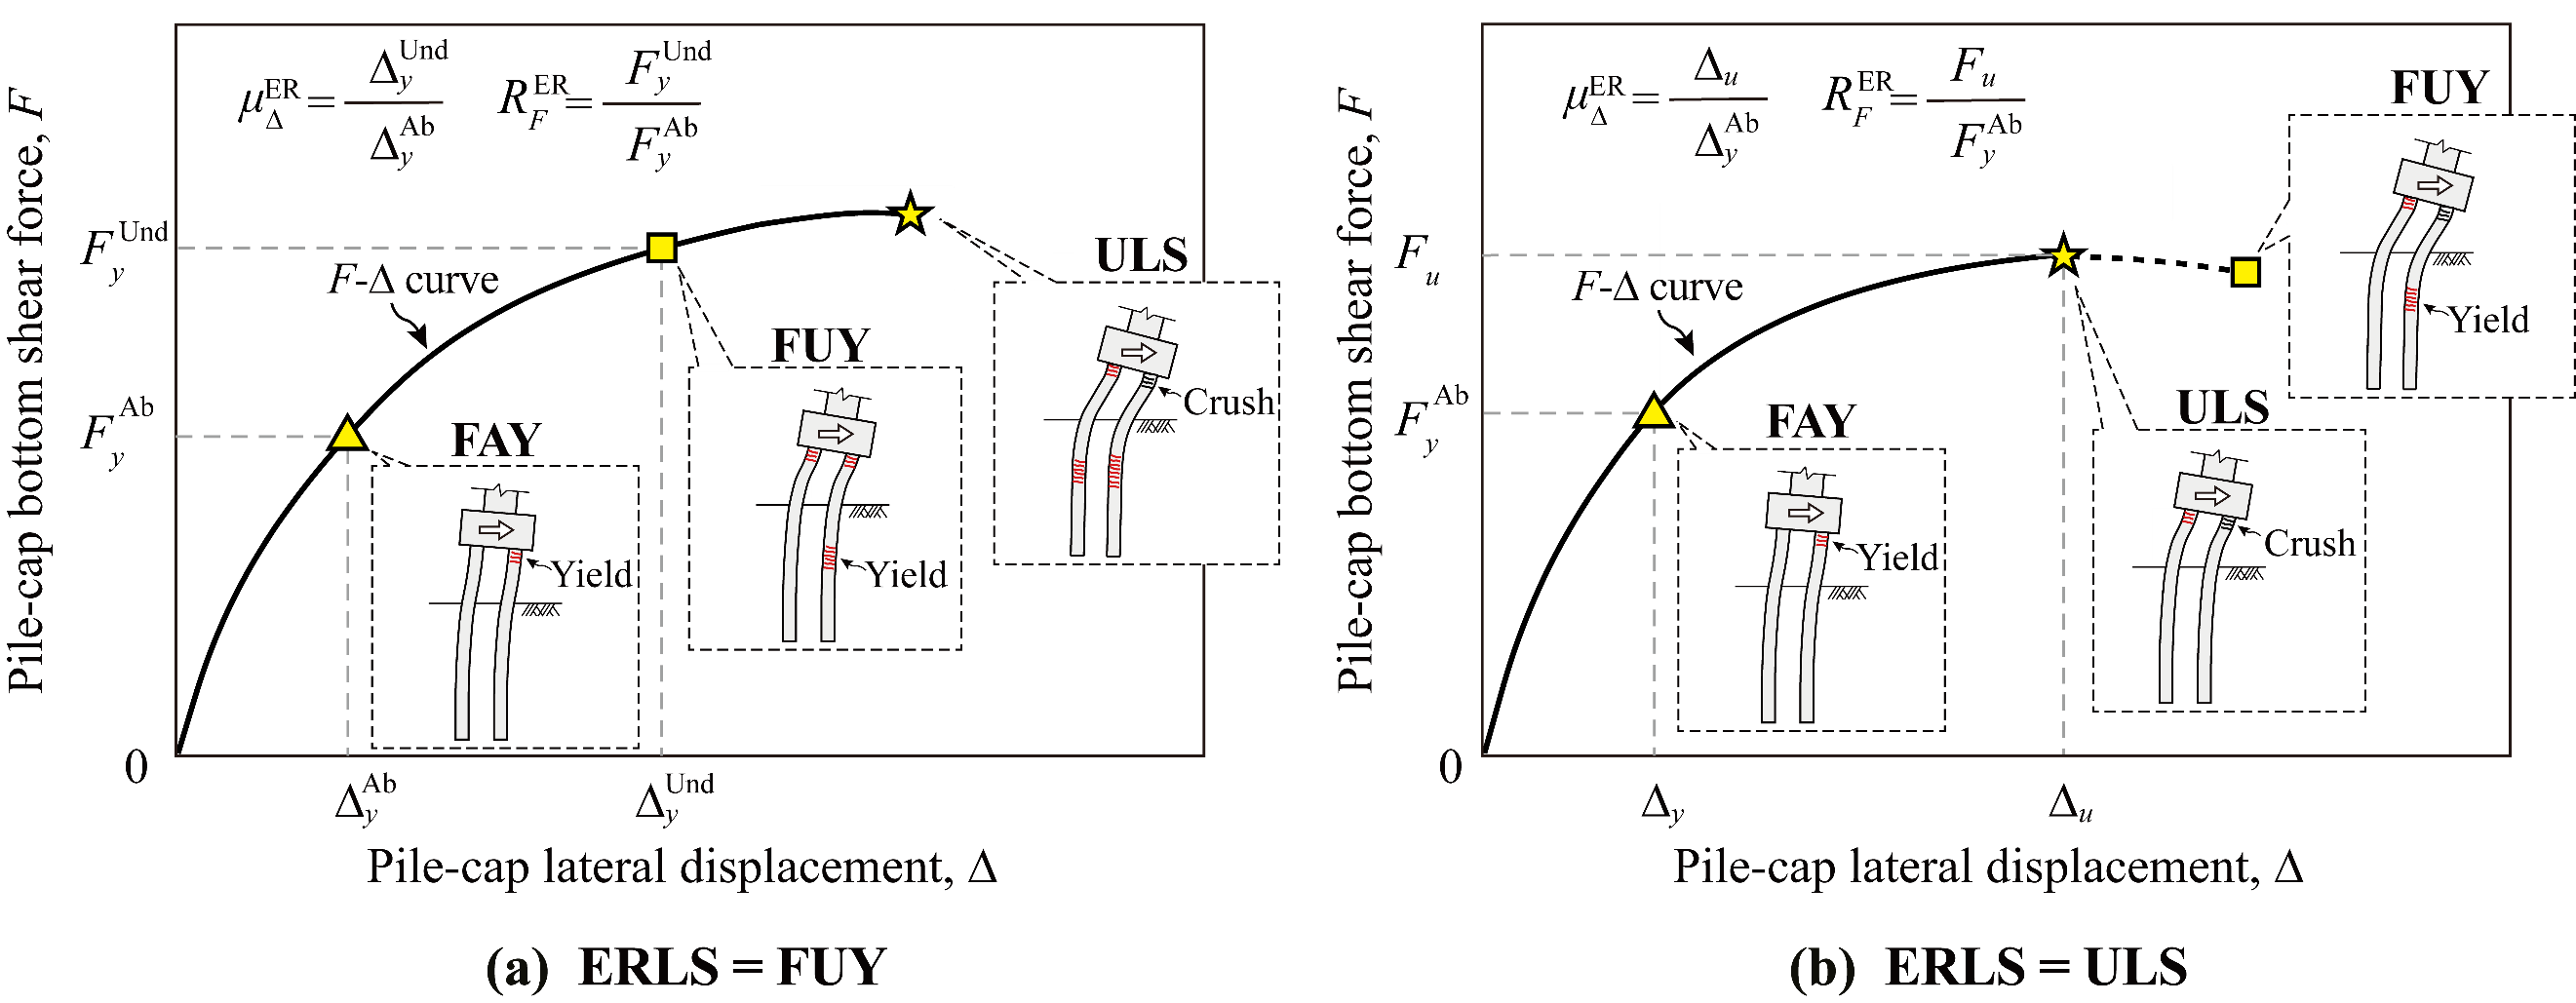 μ_Δ^ER = Δ_y^Und / Δ_y^Ab
R_F^ER = F_y^Und / F_y^Ab
Pile-cap bottom shear force, F
F_y^Und
F_y^Ab
0
F-Δ curve
FAY
Yield
FUY
Yield
ULS
Crush
Δ_y^Ab
Δ_y^Und
Pile-cap lateral displacement, Δ
(a) ERLS = FUY
μ_Δ^ER = Δ_u / Δ_y^Ab
R_F^ER = F_u / F_y^Ab
Pile-cap bottom shear force, F
F_u
F_y^Ab
0
F-Δ curve
FAY
Yield
ULS
Crush
FUY
Yield
Δ_y
Δ_u
Pile-cap lateral displacement, Δ
(b) ERLS = ULS